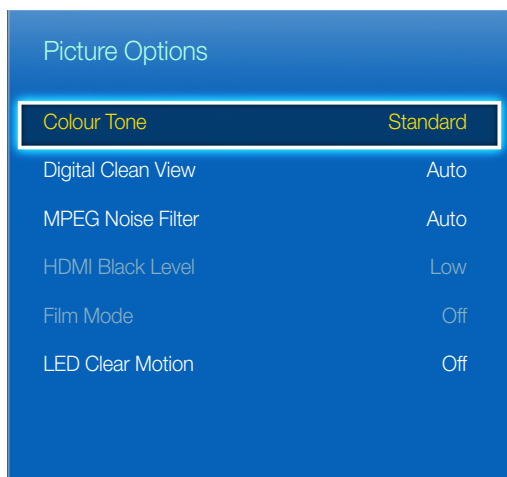 Picture Options
Colour Tone Standard
Digital Clean View Auto
MPEG Noise Filter Auto
HDMI Black Level Low
Film Mode Off
LED Clear Motion Off